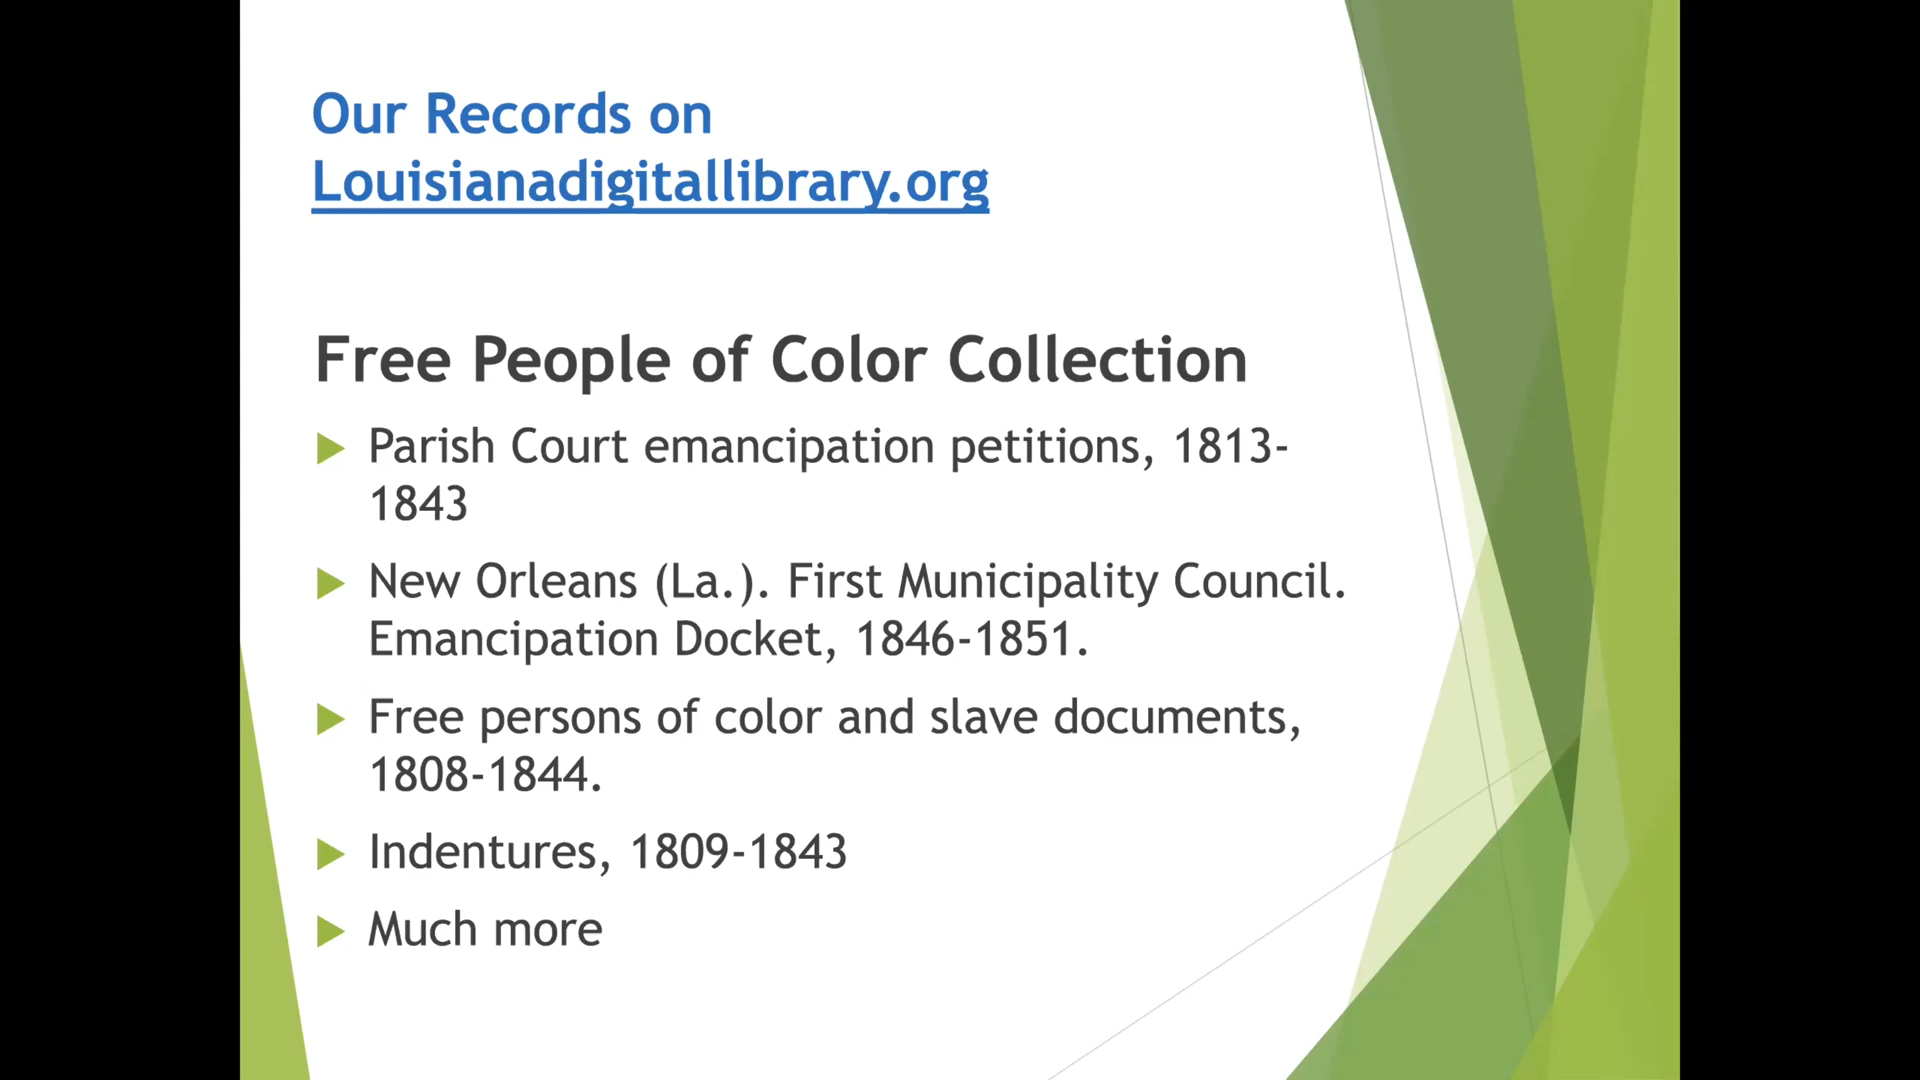 Our Records on
Louisianadigitallibrary.org
Free People of Color Collection
Parish Court emancipation petitions, 1813-
1843
New Orleans (La.). First Municipality Council.
Emancipation Docket, 1846-1851.
Free persons of color and slave documents,
1808-1844.
Indentures, 1809-1843
Much more